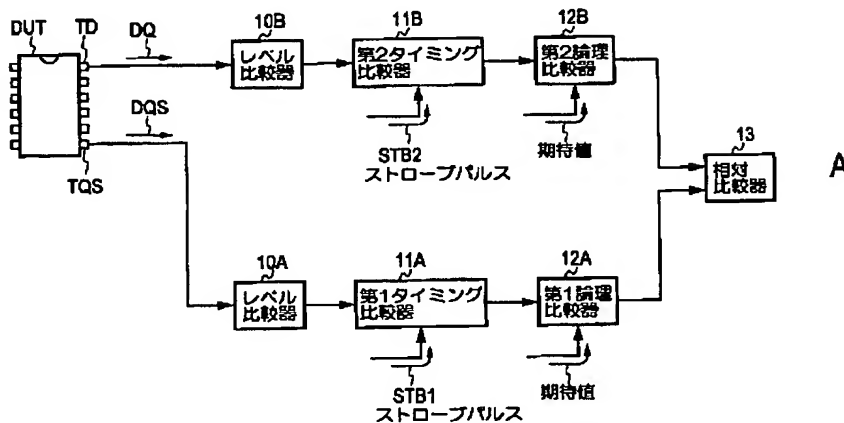 DUT
TD
DQ
10B
レベル
比較器
11B
第2タイミング
比較器
12B
第2論理
比較器
DQS
STB2
ストローブパルス
期待値
TQS
13
相対
比較器
A
10A
レベル
比較器
11A
第1タイミング
比較器
12A
第1論理
比較器
STB1
ストローブパルス
期待値